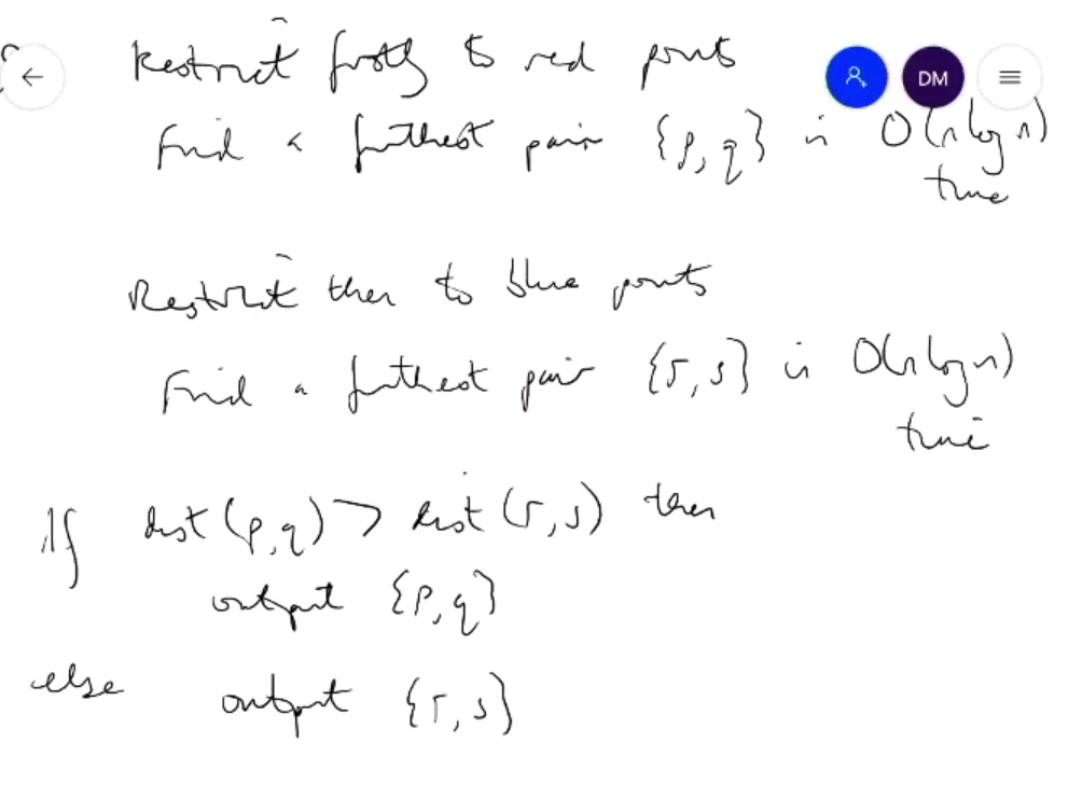 Restrict firstly to red points
DM
Find a furthest pair {p, q} in O(n log n)
time
Restrict then to blue points
Find a furthest pair {r, s} in O(n log n)
time
If dist(p, q) > dist(r, s) then
output {p, q}
else output {r, s}